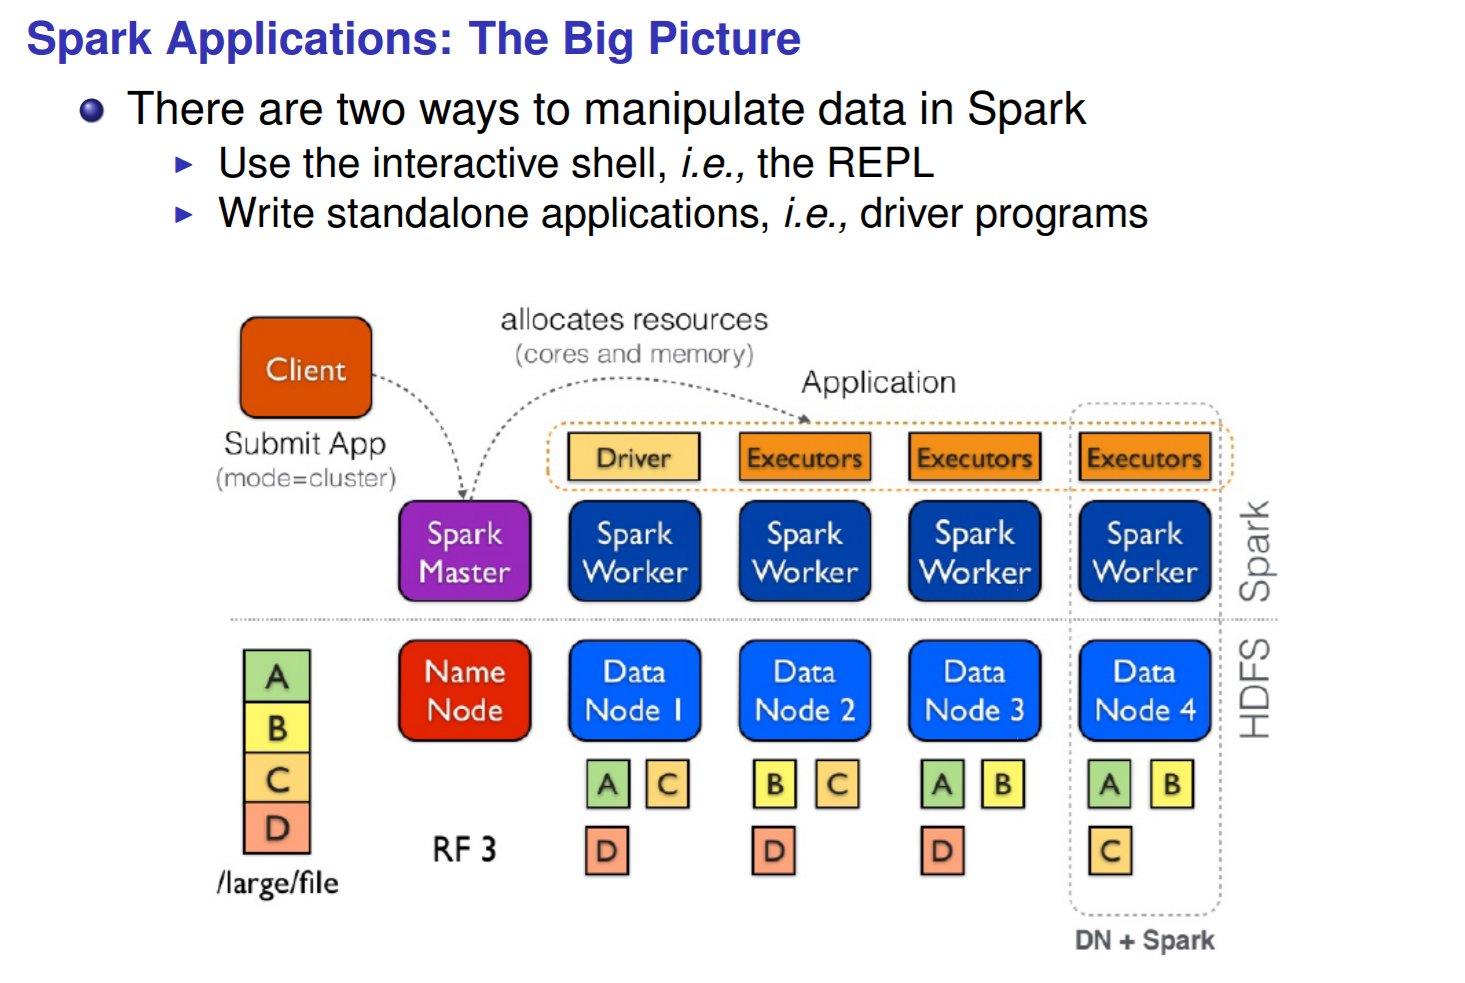 Spark Applications: The Big Picture
There are two ways to manipulate data in Spark
Use the interactive shell, i.e., the REPL
Write standalone applications, i.e., driver programs
allocates resources
(cores and memory)
Client
Application
Submit App
(mode=cluster)
Driver
Executors
Executors
Executors
Spark
Master
Spark
Worker
Spark
Worker
Spark
Worker
Spark
Worker
Spark
HDFS
Name
Node
Data
Node 1
Data
Node 2
Data
Node 3
Data
Node 4
A
B
C
D
/large/file
RF 3
A C
D
B C
D
A B
D
A B
C
DN + Spark